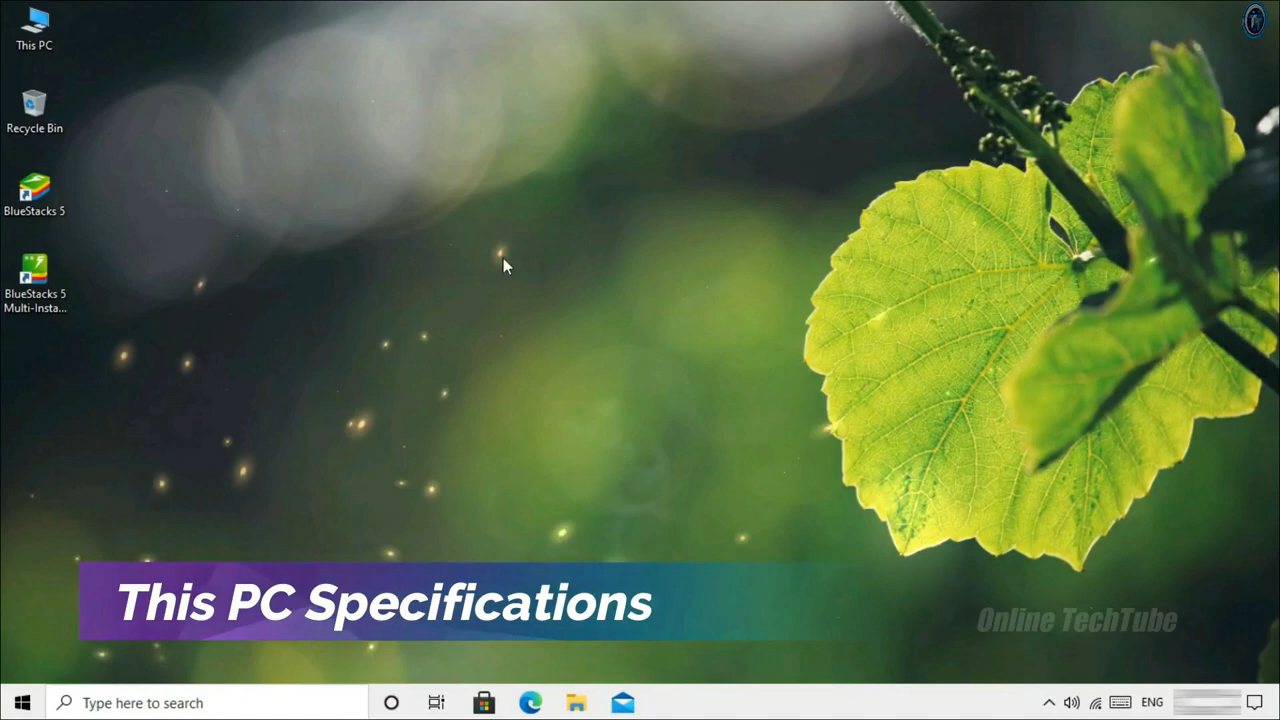 This PC
Recycle Bin
BlueStacks 5
BlueStacks 5
Multi-Insta...
This PC Specifications
Online TechTube
Type here to search
ENG